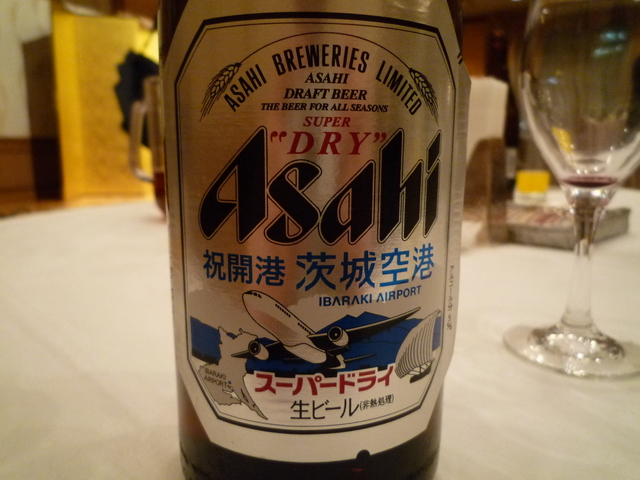 ASAHI BREWERIES LIMITED
ASAHI
DRAFT BEER
THE BEER FOR ALL SEASONS
SUPER
"DRY"
Asahi
祝開港 茨城空港
IBARAKI AIRPORT
IBARAKI
AIRPORT
スーパードライ
生ビール(非熱処理)